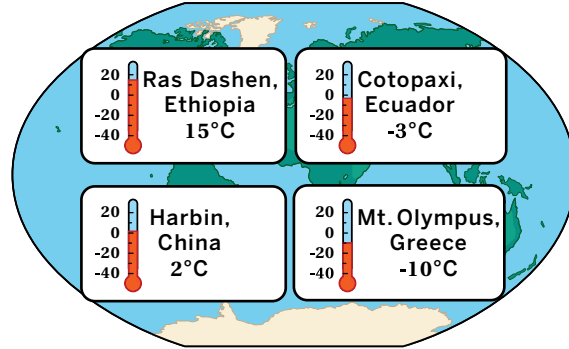 20
0
-20
-40
Ras Dashen,
Ethiopia
15°C
20
0
-20
-40
Cotopaxi,
Ecuador
-3°C
20
0
-20
-40
Harbin,
China
2°C
20
0
-20
-40
Mt. Olympus,
Greece
-10°C